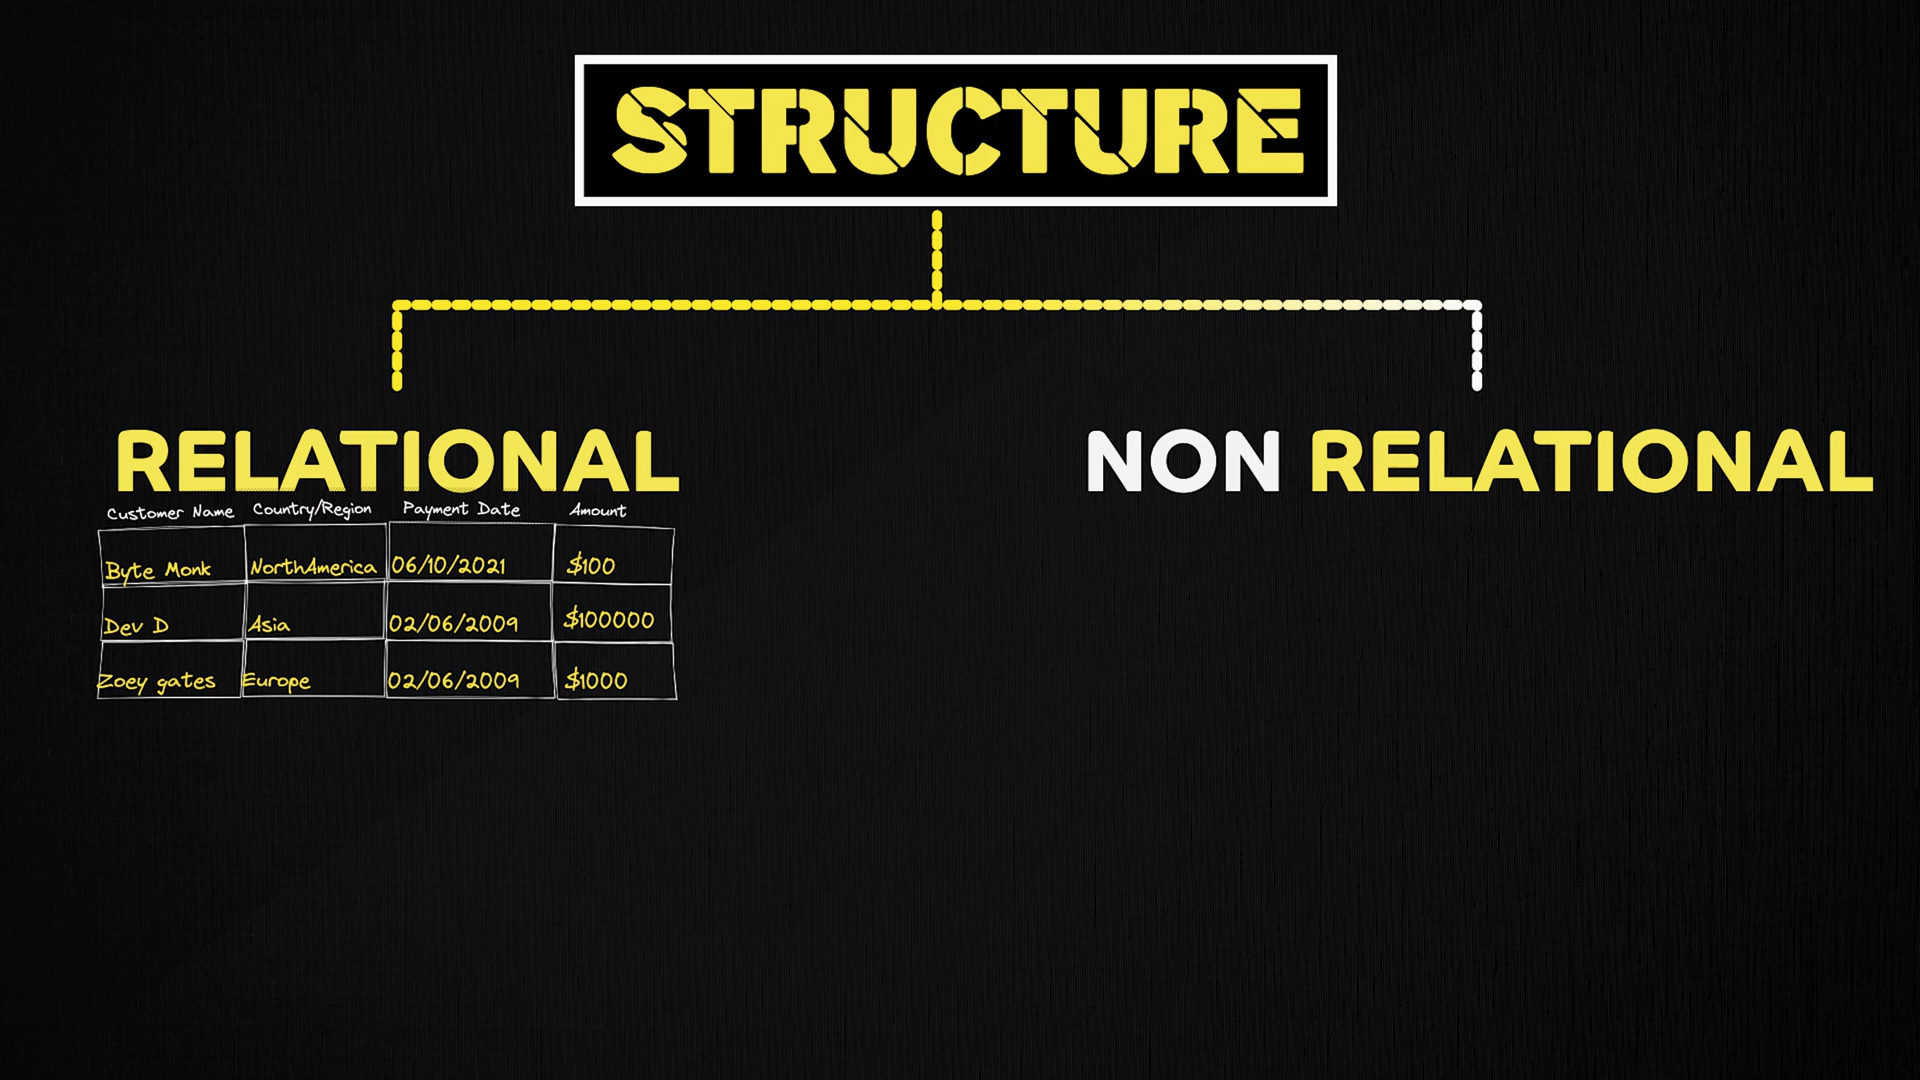 STRUCTURE
RELATIONAL
NON RELATIONAL
Customer Name Country/Region Payment Date Amount
Byte Monk NorthAmerica 06/10/2021 $100
Dev D Asia 02/06/2009 $100000
Zoey gates Europe 02/06/2009 $1000